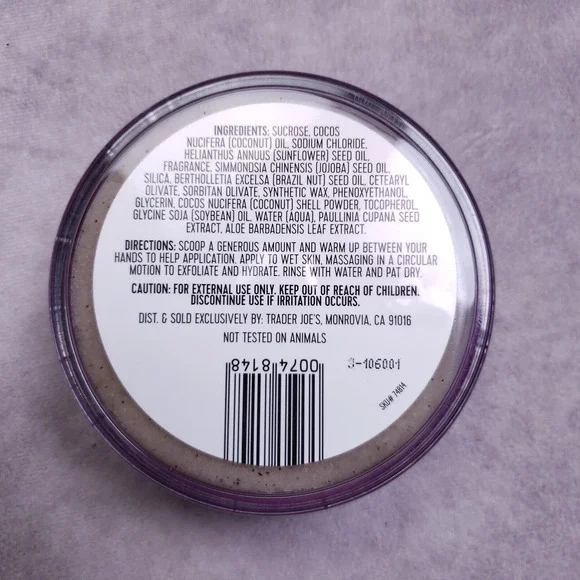 INGREDIENTS: SUCROSE, COCOS
NUCIFERA (COCONUT) OIL, SODIUM CHLORIDE,
HELIANTHUS ANNUUS (SUNFLOWER) SEED OIL,
FRAGRANCE, SIMMONDSIA CHINENSIS (JOJOBA) SEED OIL,
SILICA, BERTHOLLETIA EXCELSA (BRAZIL NUT) SEED OIL, CETEARYL
OLIVATE, SORBITAN OLIVATE, SYNTHETIC WAX, PHENOXYETHANOL,
GLYCERIN, COCOS NUCIFERA (COCONUT) SHELL POWDER, TOCOPHEROL,
GLYCINE SOJA (SOYBEAN) OIL, WATER (AQUA), PAULLINIA CUPANA SEED
EXTRACT, ALOE BARBADENSIS LEAF EXTRACT.
DIRECTIONS: SCOOP A GENEROUS AMOUNT AND WARM UP BETWEEN YOUR
HANDS TO HELP APPLICATION. APPLY TO WET SKIN, MASSAGING IN A CIRCULAR
MOTION TO EXFOLIATE AND HYDRATE. RINSE WITH WATER AND PAT DRY.
CAUTION: FOR EXTERNAL USE ONLY. KEEP OUT OF REACH OF CHILDREN.
DISCONTINUE USE IF IRRITATION OCCURS.
DIST. & SOLD EXCLUSIVELY BY: TRADER JOE'S, MONROVIA, CA 91016
NOT TESTED ON ANIMALS
0074 8148
3-106001
SKU# 74814